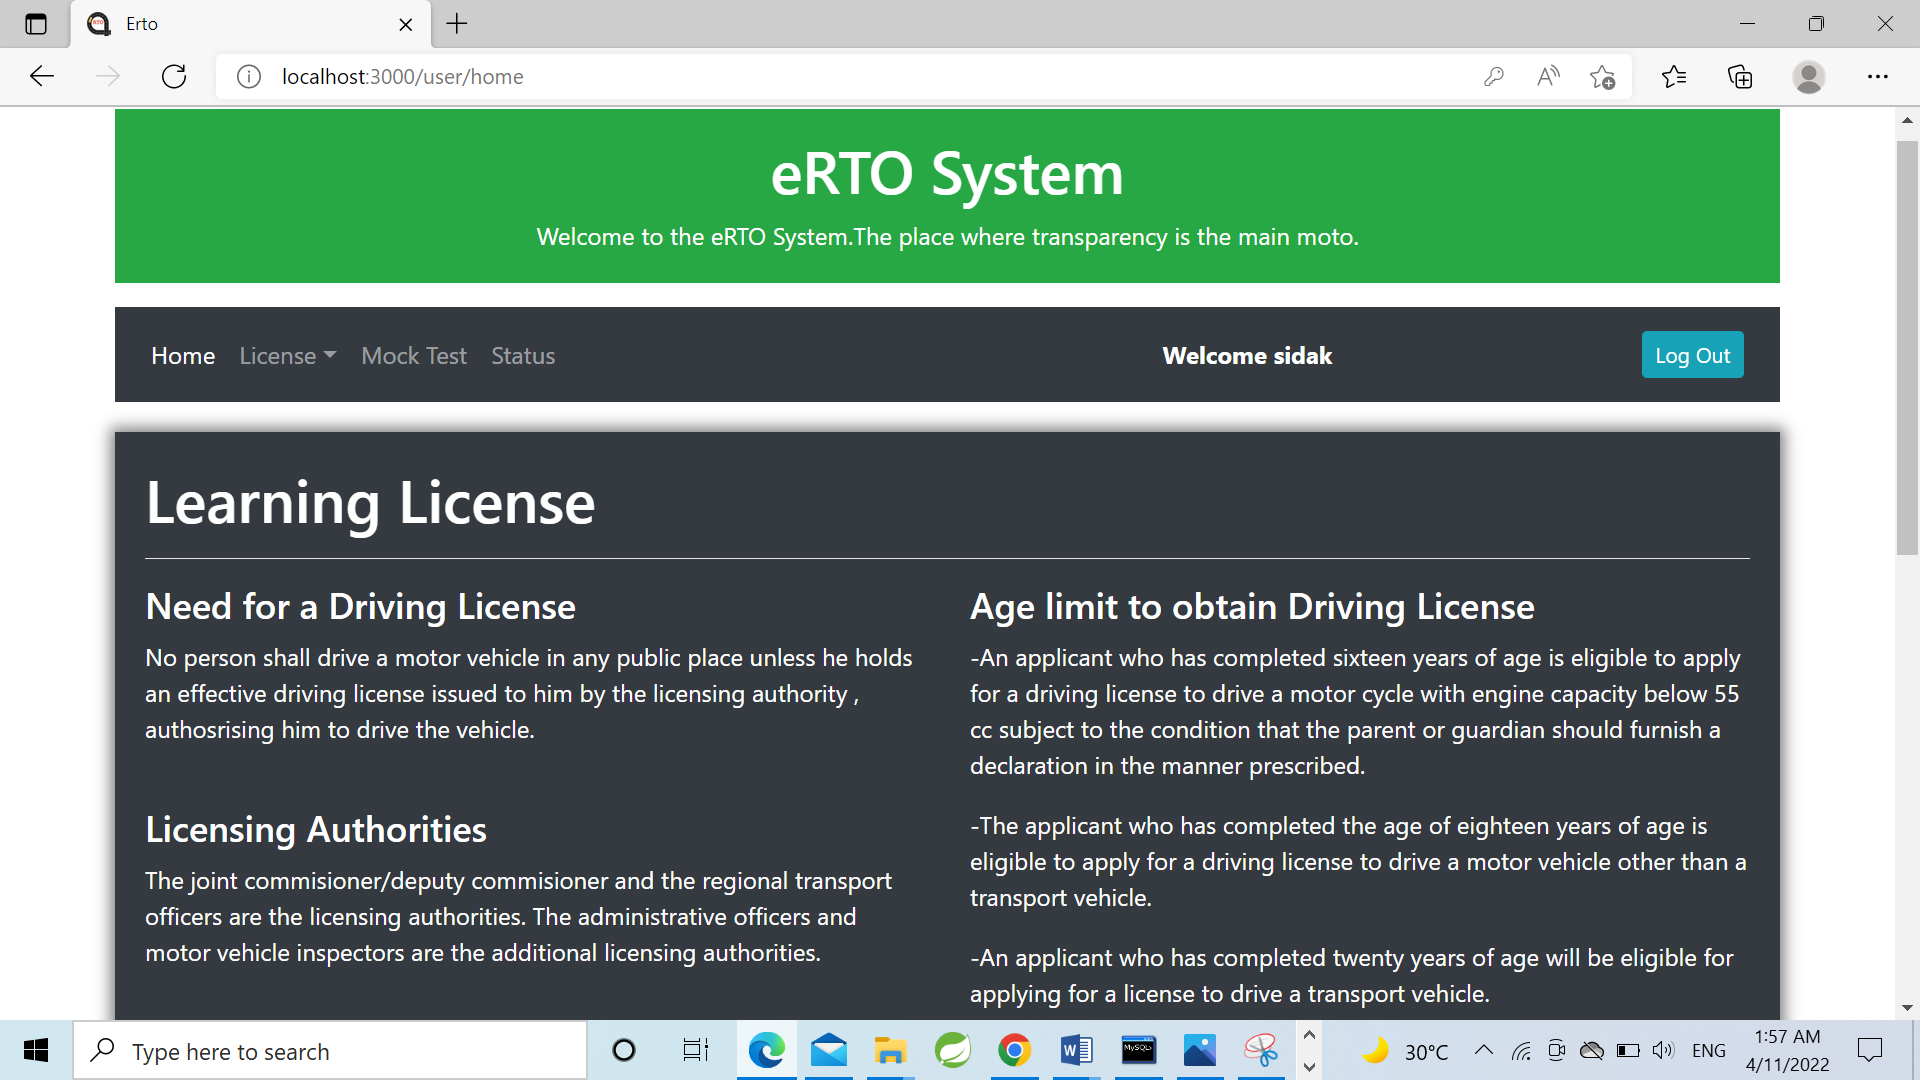 Erto
localhost:3000/user/home
eRTO System
Welcome to the eRTO System.The place where transparency is the main moto.
Home License Mock Test Status Welcome sidak Log Out
Learning License
Need for a Driving License
No person shall drive a motor vehicle in any public place unless he holds
an effective driving license issued to him by the licensing authority ,
authosrising him to drive the vehicle.
Licensing Authorities
The joint commisioner/deputy commisioner and the regional transport
officers are the licensing authorities. The administrative officers and
motor vehicle inspectors are the additional licensing authorities.
Age limit to obtain Driving License
-An applicant who has completed sixteen years of age is eligible to apply
for a driving license to drive a motor cycle with engine capacity below 55
cc subject to the condition that the parent or guardian should furnish a
declaration in the manner prescribed.
-The applicant who has completed the age of eighteen years of age is
eligible to apply for a driving license to drive a motor vehicle other than a
transport vehicle.
-An applicant who has completed twenty years of age will be eligible for
applying for a license to drive a transport vehicle.
Type here to search
MySQL
30°C
ENG
1:57 AM
4/11/2022